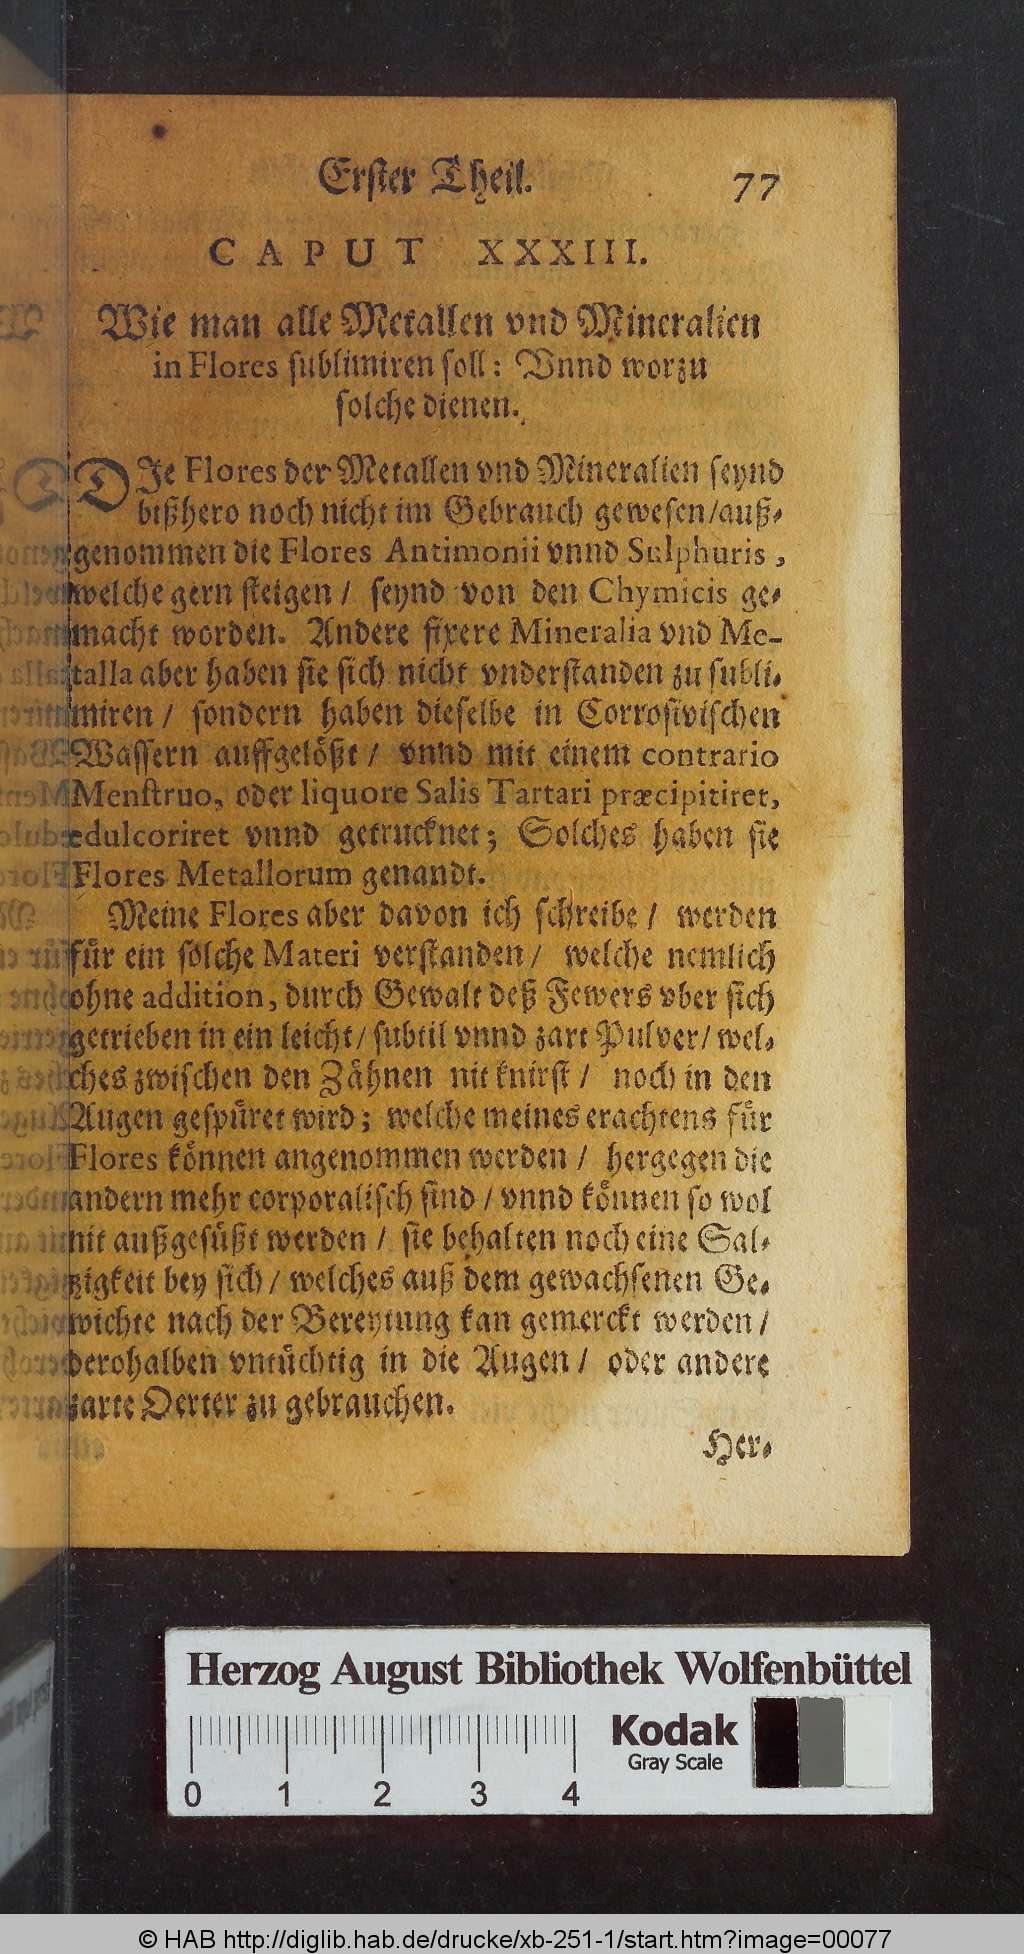 Erster Theil. 77
CAPUT XXXIII.
Wie man alle Metallen vnd Mineralien
in Flores sublimiren soll: Vnnd worzu
solche dienen.
DIe Flores der Metallen vnd Mineralien seynd
bißhero noch nicht im Gebrauch gewesen/auß-
genommen die Flores Antimonii vnnd Sulphuris,
welche gern steigen / seynd von den Chymicis ge-
macht worden. Andere fixere Mineralia vnd Me-
talla aber haben sie sich nicht vnderstanden zu subli-
miren / sondern haben dieselbe in Corrosivischen
Wassern auffgelößt / vnnd mit einem contrario
Menstruo, oder liquore Salis Tartari præcipitiret,
edulcoriret vnnd getrucknet; Solches haben sie
Flores Metallorum genandt.
Meine Flores aber davon ich schreibe / werden
für ein solche Materi verstanden / welche nemlich
ohne addition, durch Gewalt deß Fewers vber sich
getrieben in ein leicht / subtil vnnd zart Pulver / wel-
ches zwischen den Zähnen nit knirst / noch in den
Augen gespüret wird; welche meines erachtens für
Flores können angenommen werden / hergegen die
andern mehr corporalisch sind / vnnd können so wol
nit außgesüßt werden / sie behalten noch eine Sal-
tzigkeit bey sich / welches auß dem gewachsenen Ge-
wichte nach der Bereytung kan gemerckt werden /
derohalben vntüchtig in die Augen / oder andere
zarte Oerter zu gebrauchen.
Her-
Herzog August Bibliothek Wolfenbüttel
Kodak
Gray Scale
0 1 2 3 4
© HAB http://diglib.hab.de/drucke/xb-251-1/start.htm?image=00077